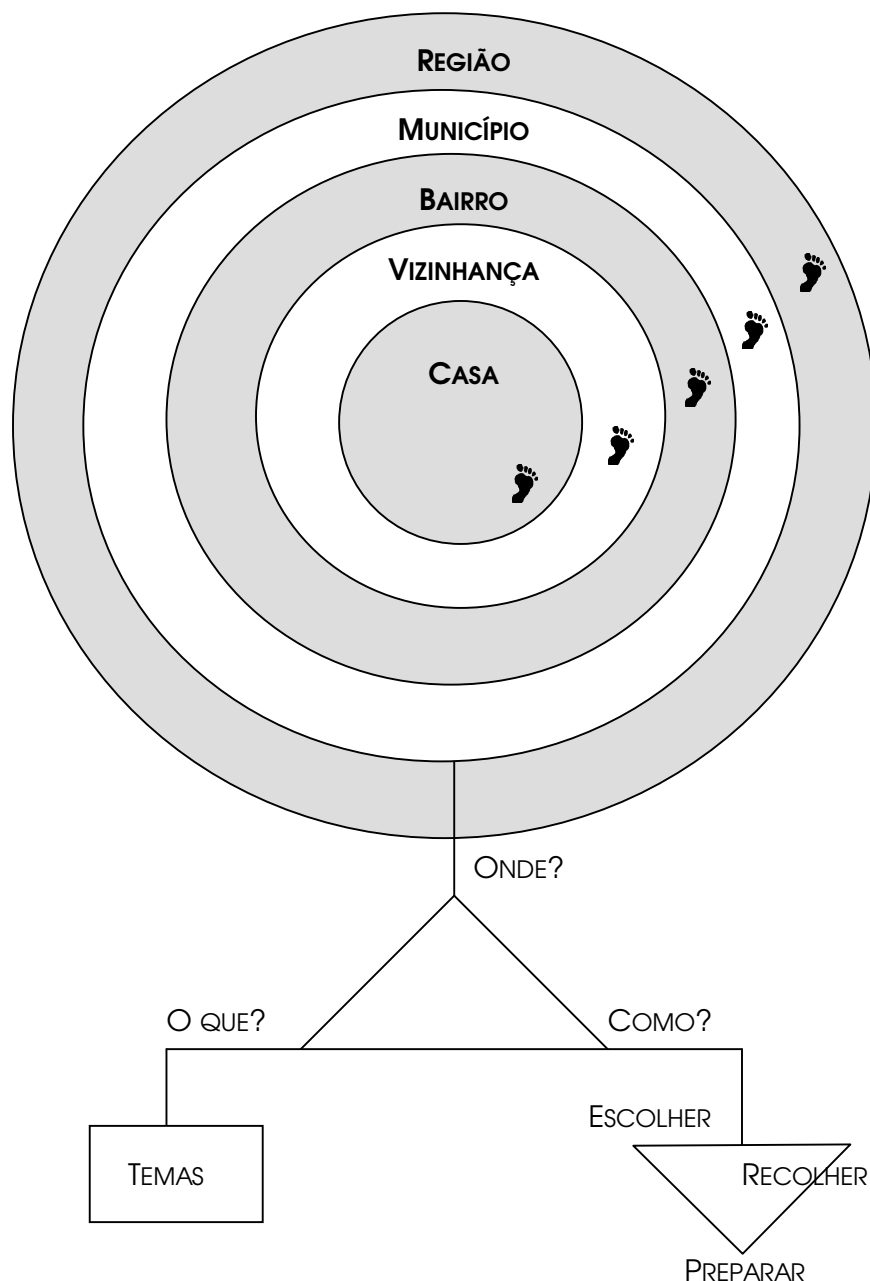 REGIÃO
MUNICÍPIO
BAIRRO
VIZINHANÇA
CASA
ONDE?
O QUE?
COMO?
ESCOLHER
TEMAS
RECOLHER
PREPARAR